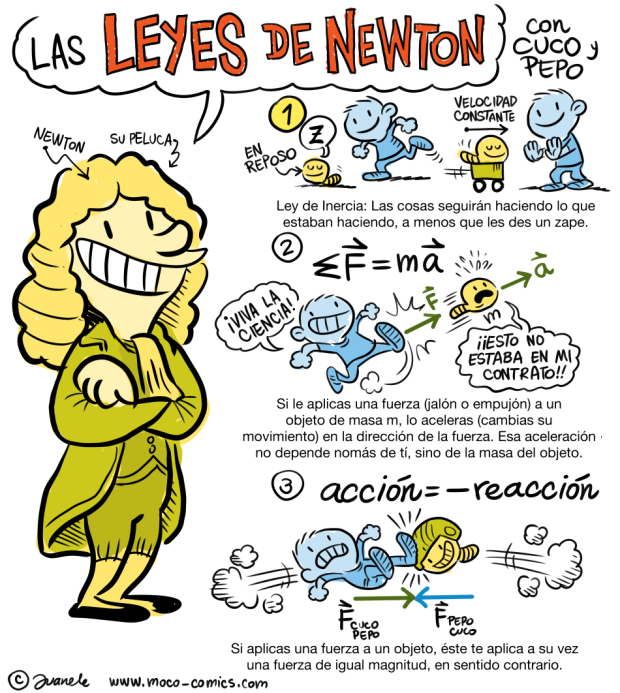 LAS LEYES DE NEWTON
con
CUCO y
PEPO
NEWTON
SU PELUCA
1
EN
REPOSO
Z
VELOCIDAD
CONSTANTE
Ley de Inercia: Las cosas seguirán haciendo lo que
estaban haciendo, a menos que les des un zape.
2
ΣF⃗ = ma⃗
¡VIVA LA
CIENCIA!
F⃗
a⃗
m
¡¡ESTO NO
ESTABA EN MI
CONTRATO!!
Si le aplicas una fuerza (jalón o empujón) a un
objeto de masa m, lo aceleras (cambias su
movimiento) en la dirección de la fuerza. Esa aceleración
no depende nomás de tí, sino de la masa del objeto.
3
acción = -reacción
F⃗ CUCO PEPO
F⃗ PEPO CUCO
Si aplicas una fuerza a un objeto, éste te aplica a su vez
una fuerza de igual magnitud, en sentido contrario.
© Juanele www.moco-comics.com